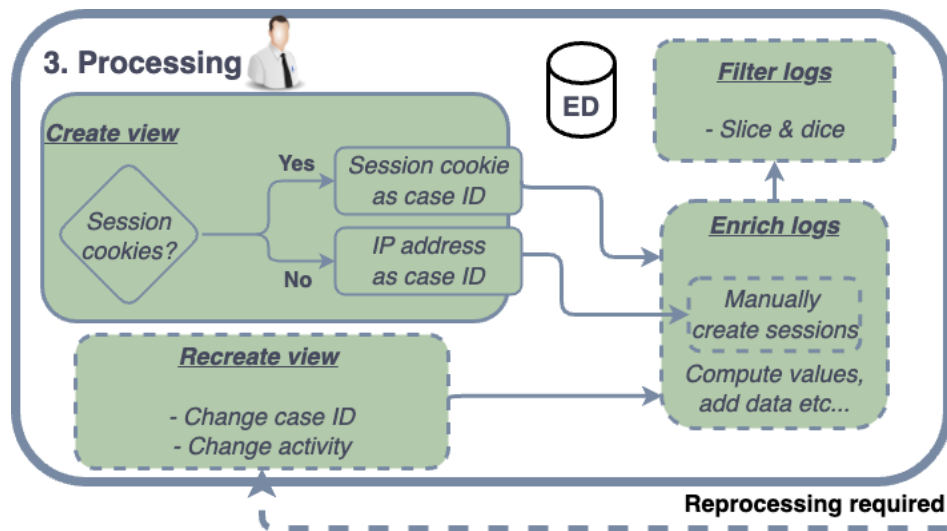 3. Processing
ED
Filter logs
- Slice & dice
Create view
Session
cookies?
Yes
No
Session cookie
as case ID
IP address
as case ID
Enrich logs
Manually
create sessions
Compute values,
add data etc...
Recreate view
- Change case ID
- Change activity
Reprocessing required